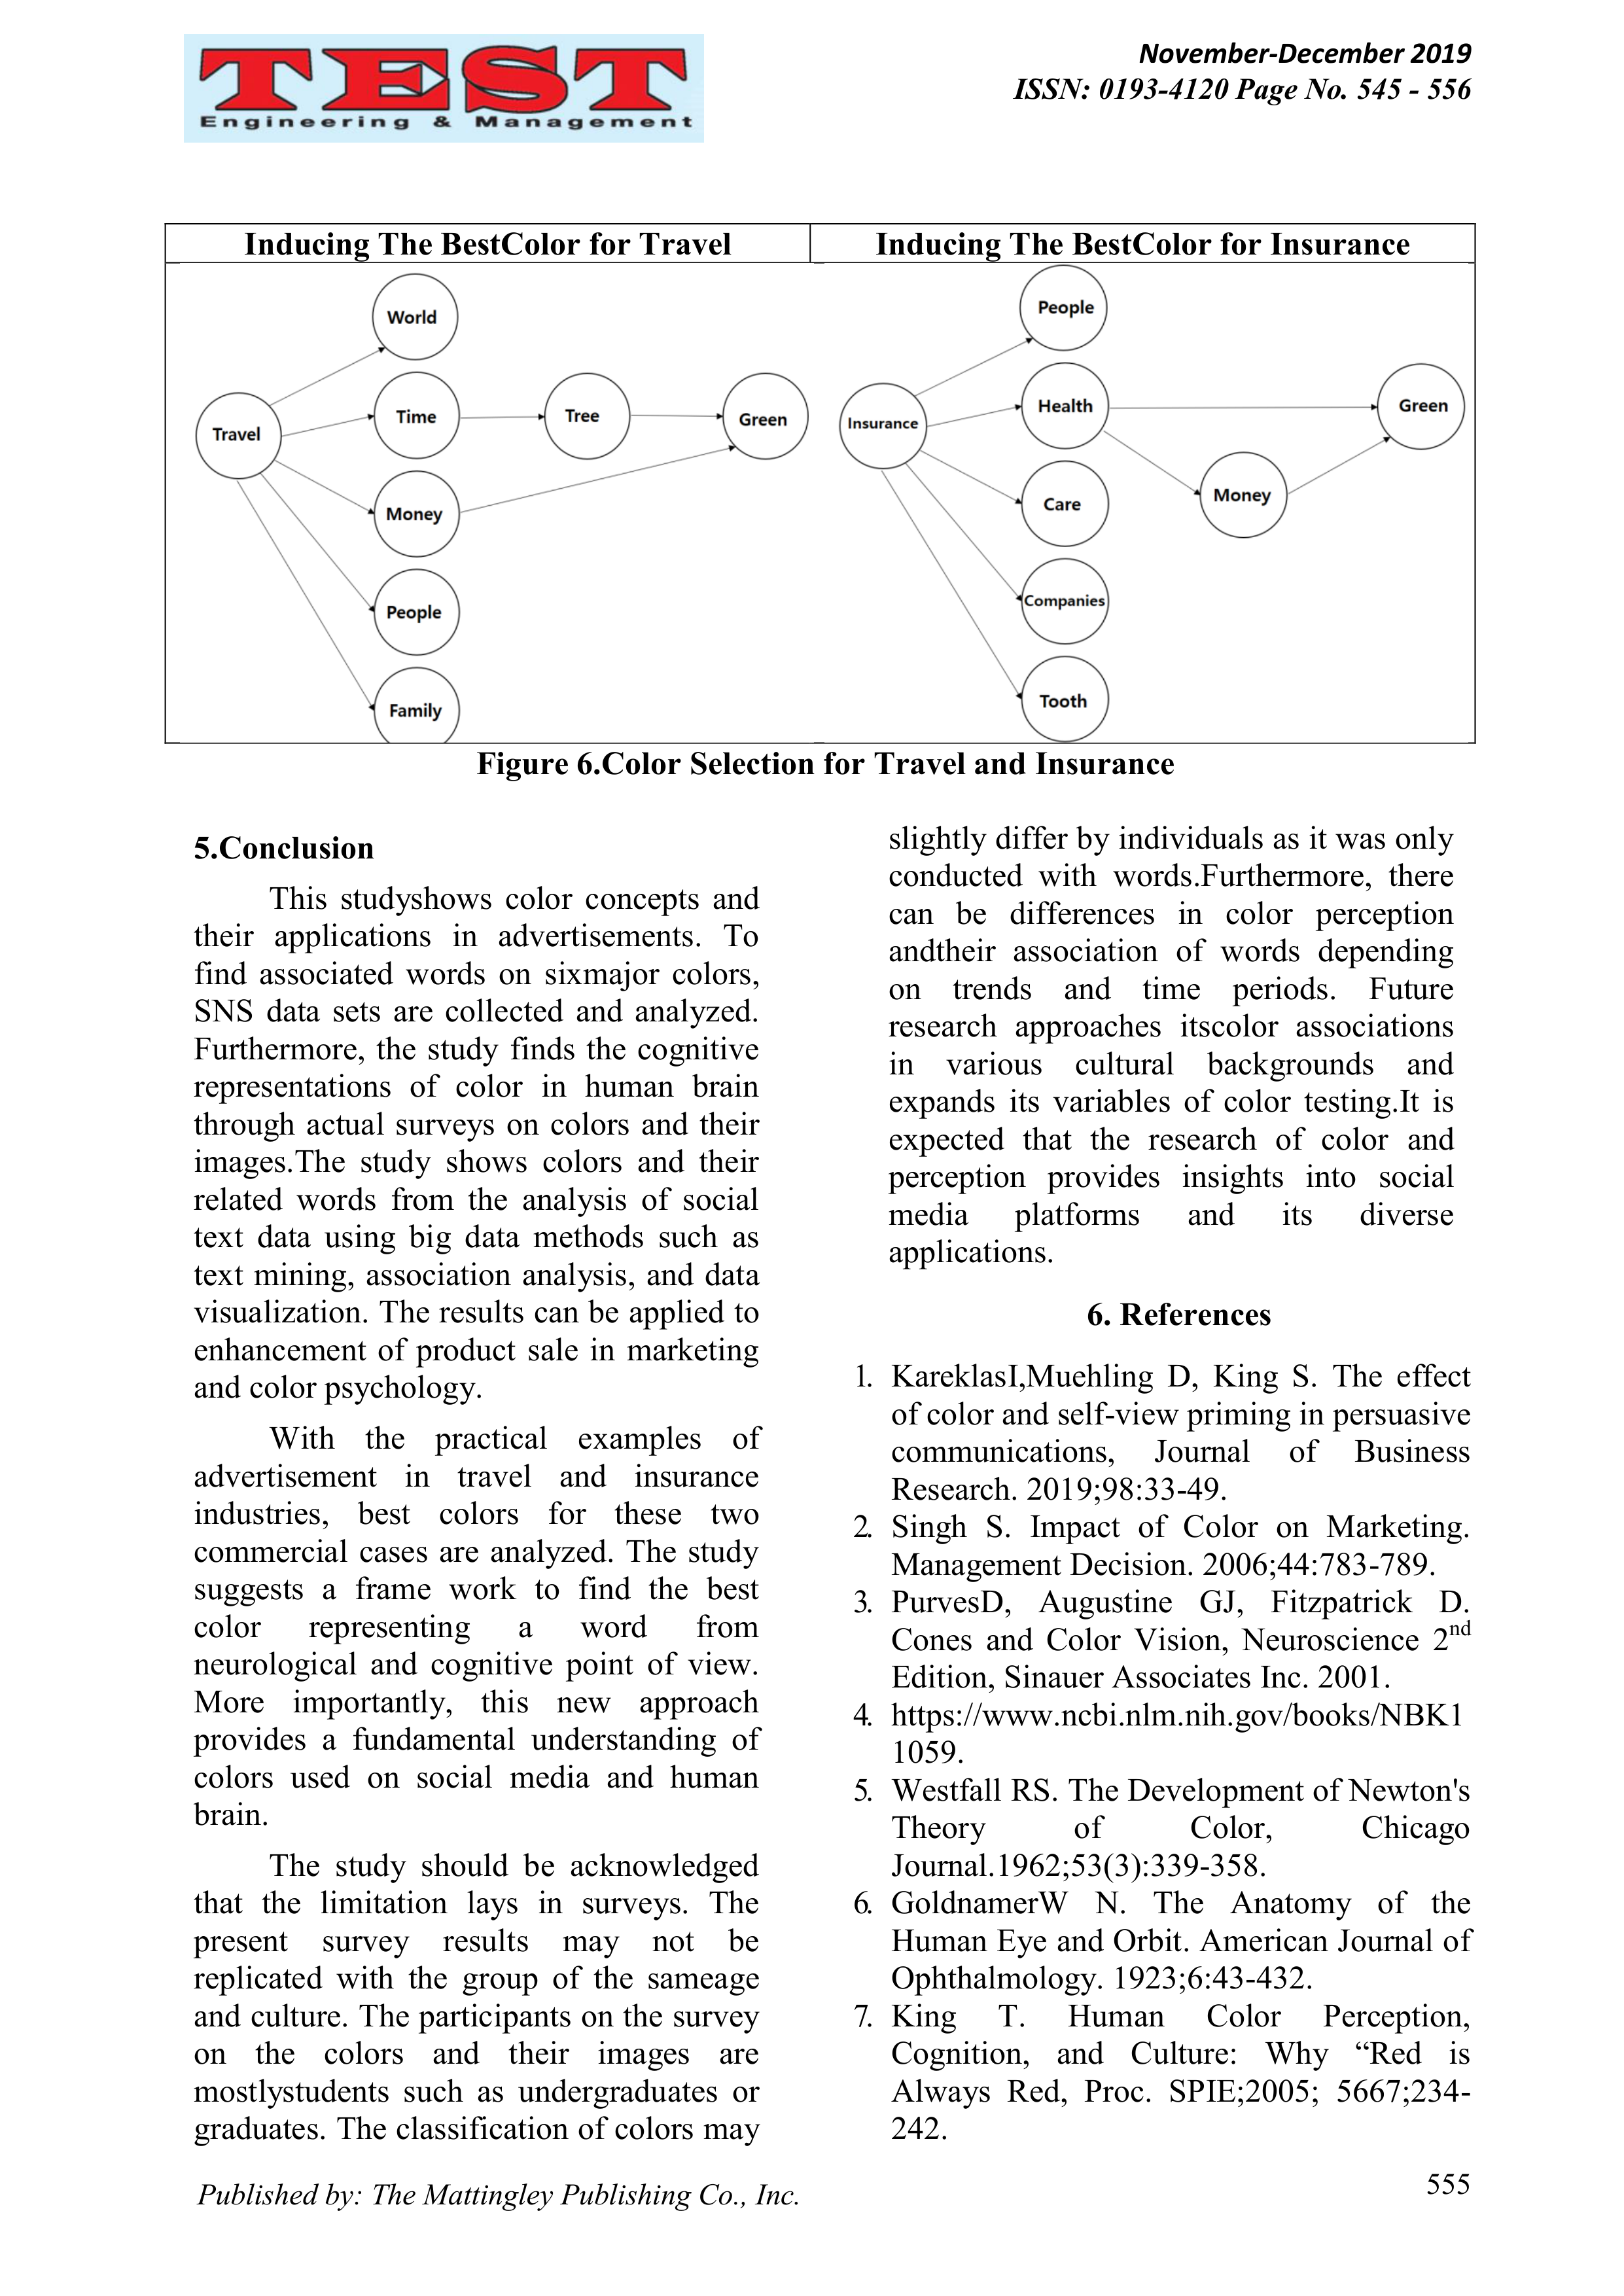 TEST
Engineering & Management
November-December 2019
ISSN: 0193-4120 Page No. 545 - 556
Inducing The BestColor for Travel
Inducing The BestColor for Insurance
World
Travel
Time
Tree
Green
Money
People
Family
People
Insurance
Health
Green
Care
Money
Companies
Tooth
Figure 6.Color Selection for Travel and Insurance
5.Conclusion
This studyshows color concepts and
their applications in advertisements. To
find associated words on sixmajor colors,
SNS data sets are collected and analyzed.
Furthermore, the study finds the cognitive
representations of color in human brain
through actual surveys on colors and their
images.The study shows colors and their
related words from the analysis of social
text data using big data methods such as
text mining, association analysis, and data
visualization. The results can be applied to
enhancement of product sale in marketing
and color psychology.
With the practical examples of
advertisement in travel and insurance
industries, best colors for these two
commercial cases are analyzed. The study
suggests a frame work to find the best
color representing a word from
neurological and cognitive point of view.
More importantly, this new approach
provides a fundamental understanding of
colors used on social media and human
brain.
The study should be acknowledged
that the limitation lays in surveys. The
present survey results may not be
replicated with the group of the sameage
and culture. The participants on the survey
on the colors and their images are
mostlystudents such as undergraduates or
graduates. The classification of colors may
slightly differ by individuals as it was only
conducted with words.Furthermore, there
can be differences in color perception
andtheir association of words depending
on trends and time periods. Future
research approaches itscolor associations
in various cultural backgrounds and
expands its variables of color testing.It is
expected that the research of color and
perception provides insights into social
media platforms and its diverse
applications.
6. References
1. KareklasI,Muehling D, King S. The effect
of color and self-view priming in persuasive
communications, Journal of Business
Research. 2019;98:33-49.
2. Singh S. Impact of Color on Marketing.
Management Decision. 2006;44:783-789.
3. PurvesD, Augustine GJ, Fitzpatrick D.
Cones and Color Vision, Neuroscience 2nd
Edition, Sinauer Associates Inc. 2001.
4. https://www.ncbi.nlm.nih.gov/books/NBK1
1059.
5. Westfall RS. The Development of Newton's
Theory of Color, Chicago
Journal.1962;53(3):339-358.
6. GoldnamerW N. The Anatomy of the
Human Eye and Orbit. American Journal of
Ophthalmology. 1923;6:43-432.
7. King T. Human Color Perception,
Cognition, and Culture: Why “Red is
Always Red, Proc. SPIE;2005; 5667;234-
242.
Published by: The Mattingley Publishing Co., Inc.
555